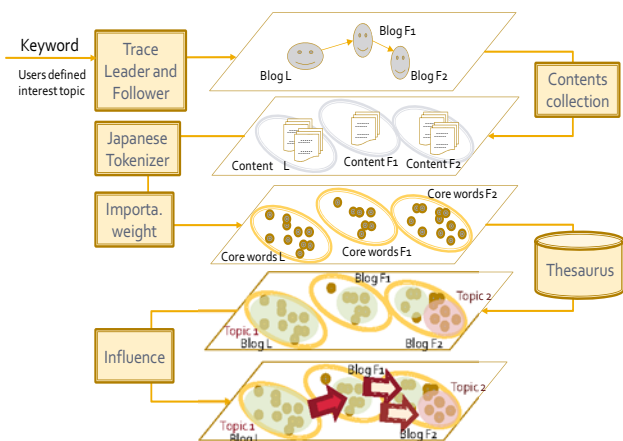 Keyword
Users defined
interest topic
Trace
Leader and
Follower
Blog F1
Blog L
Blog F2
Contents
collection
Japanese
Tokenizer
Content L
Content F1
Content F2
Importa.
weight
Core words F2
Core words F1
Core words L
Thesaurus
Blog F1
Topic 2
Topic 1
Blog L
Blog F2
Influence
Blog F1
Topic 2
Topic 1
Blog L
Blog F2